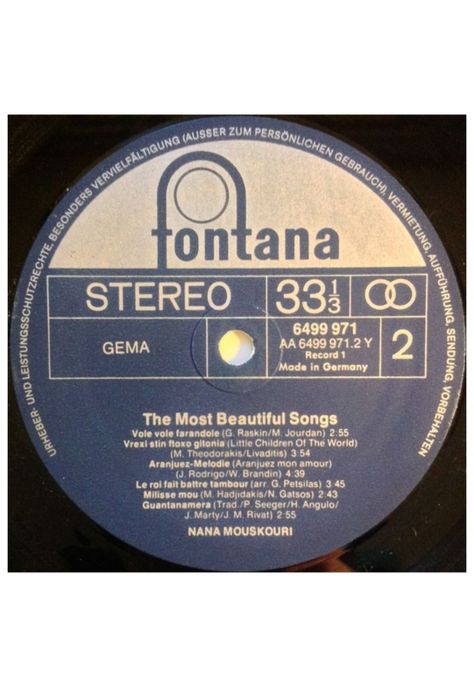 URHEBER- UND LEISTUNGSSCHUTZRECHTE, BESONDERS VERVIELFÄLTIGUNG (AUSSER ZUM PERSÖNLICHEN GEBRAUCH), VERMIETUNG, AUFFÜHRUNG, SENDUNG, VORBEHALTEN
fontana
STEREO 33 1/3
GEMA
6499 971
AA 6499 971.2 Y
Record 1
Made in Germany
2
The Most Beautiful Songs
Vole vole farandole (G. Raskin/M. Jourdan) 2:55
Vrexi stin ftoxo gitonia (Little Children Of The World)
(M. Theodorakis/Livaditis) 3:54
Aranjuez-Melodie (Aranjuez mon amour)
(J. Rodrigo/W. Brandin) 4:39
Le roi fait battre tambour (arr. G. Petsilas) 3:45
Milisse mou (M. Hadjidakis/N. Gatsos) 2:40
Guantanamera (Trad./P. Seeger/H. Angulo/
J. Marty/J. M. Rivat) 2:55
NANA MOUSKOURI